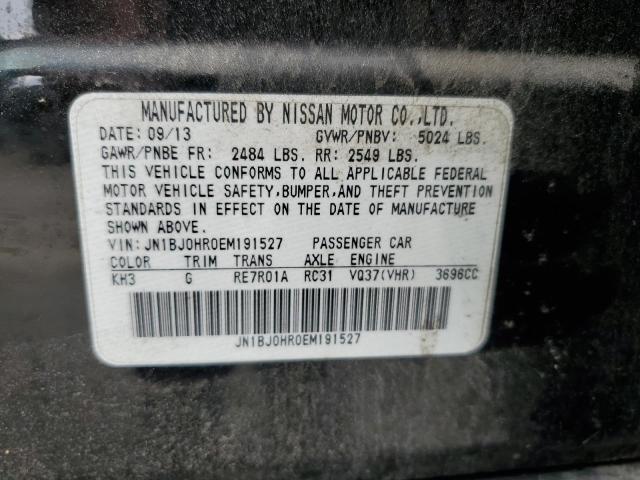 MANUFACTURED BY NISSAN MOTOR CO.,LTD.
DATE: 09/13 GVWR/PNBV: 5024 LBS.
GAWR/PNBE FR: 2484 LBS. RR: 2549 LBS.
THIS VEHICLE CONFORMS TO ALL APPLICABLE FEDERAL
MOTOR VEHICLE SAFETY,BUMPER,AND THEFT PREVENTION
STANDARDS IN EFFECT ON THE DATE OF MANUFACTURE
SHOWN ABOVE.
VIN: JN1BJ0HR0EM191527 PASSENGER CAR
COLOR TRIM TRANS AXLE ENGINE
KH3 G RE7R01A RC31 VQ37(VHR) 3696CC
JN1BJ0HR0EM191527